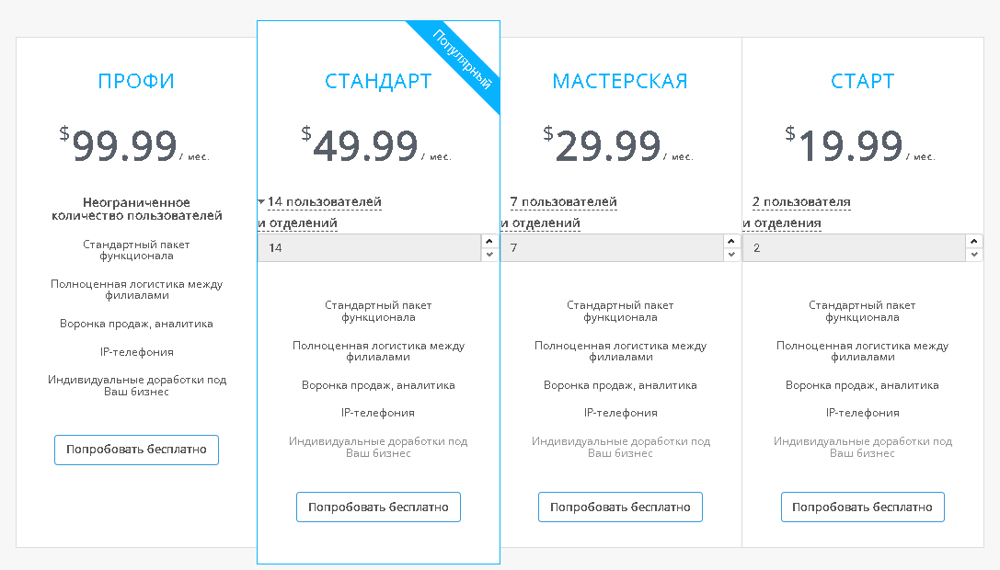 ПРОФИ
$99.99/ мес.
Неограниченное
количество пользователей
Стандартный пакет
функционала
Полноценная логистика между
филиалами
Воронка продаж, аналитика
IP-телефония
Индивидуальные доработки под
Ваш бизнес
Попробовать бесплатно
Популярный
СТАНДАРТ
$49.99/ мес.
14 пользователей
и отделений
14
Стандартный пакет
функционала
Полноценная логистика между
филиалами
Воронка продаж, аналитика
IP-телефония
Индивидуальные доработки под
Ваш бизнес
Попробовать бесплатно
МАСТЕРСКАЯ
$29.99/ мес.
7 пользователей
и отделений
7
Стандартный пакет
функционала
Полноценная логистика между
филиалами
Воронка продаж, аналитика
IP-телефония
Индивидуальные доработки под
Ваш бизнес
Попробовать бесплатно
СТАРТ
$19.99/ мес.
2 пользователя
и отделения
2
Стандартный пакет
функционала
Полноценная логистика между
филиалами
Воронка продаж, аналитика
IP-телефония
Индивидуальные доработки под
Ваш бизнес
Попробовать бесплатно